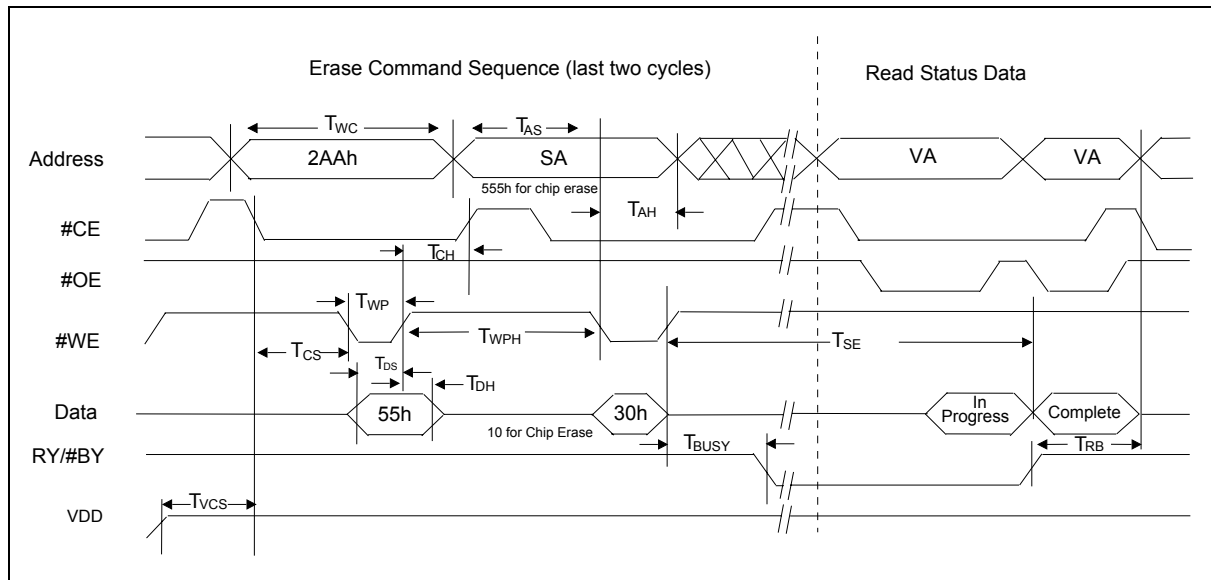 Erase Command Sequence (last two cycles)
Read Status Data
TWC
TAS
Address
2AAh
SA
VA
VA
555h for chip erase
TAH
#CE
TCH
#OE
TWP
#WE
TWPH
TSE
TCS
TDS
TDH
Data
55h
30h
In
Progress
Complete
10 for Chip Erase
TBUSY
TRB
RY/#BY
TVCS
VDD